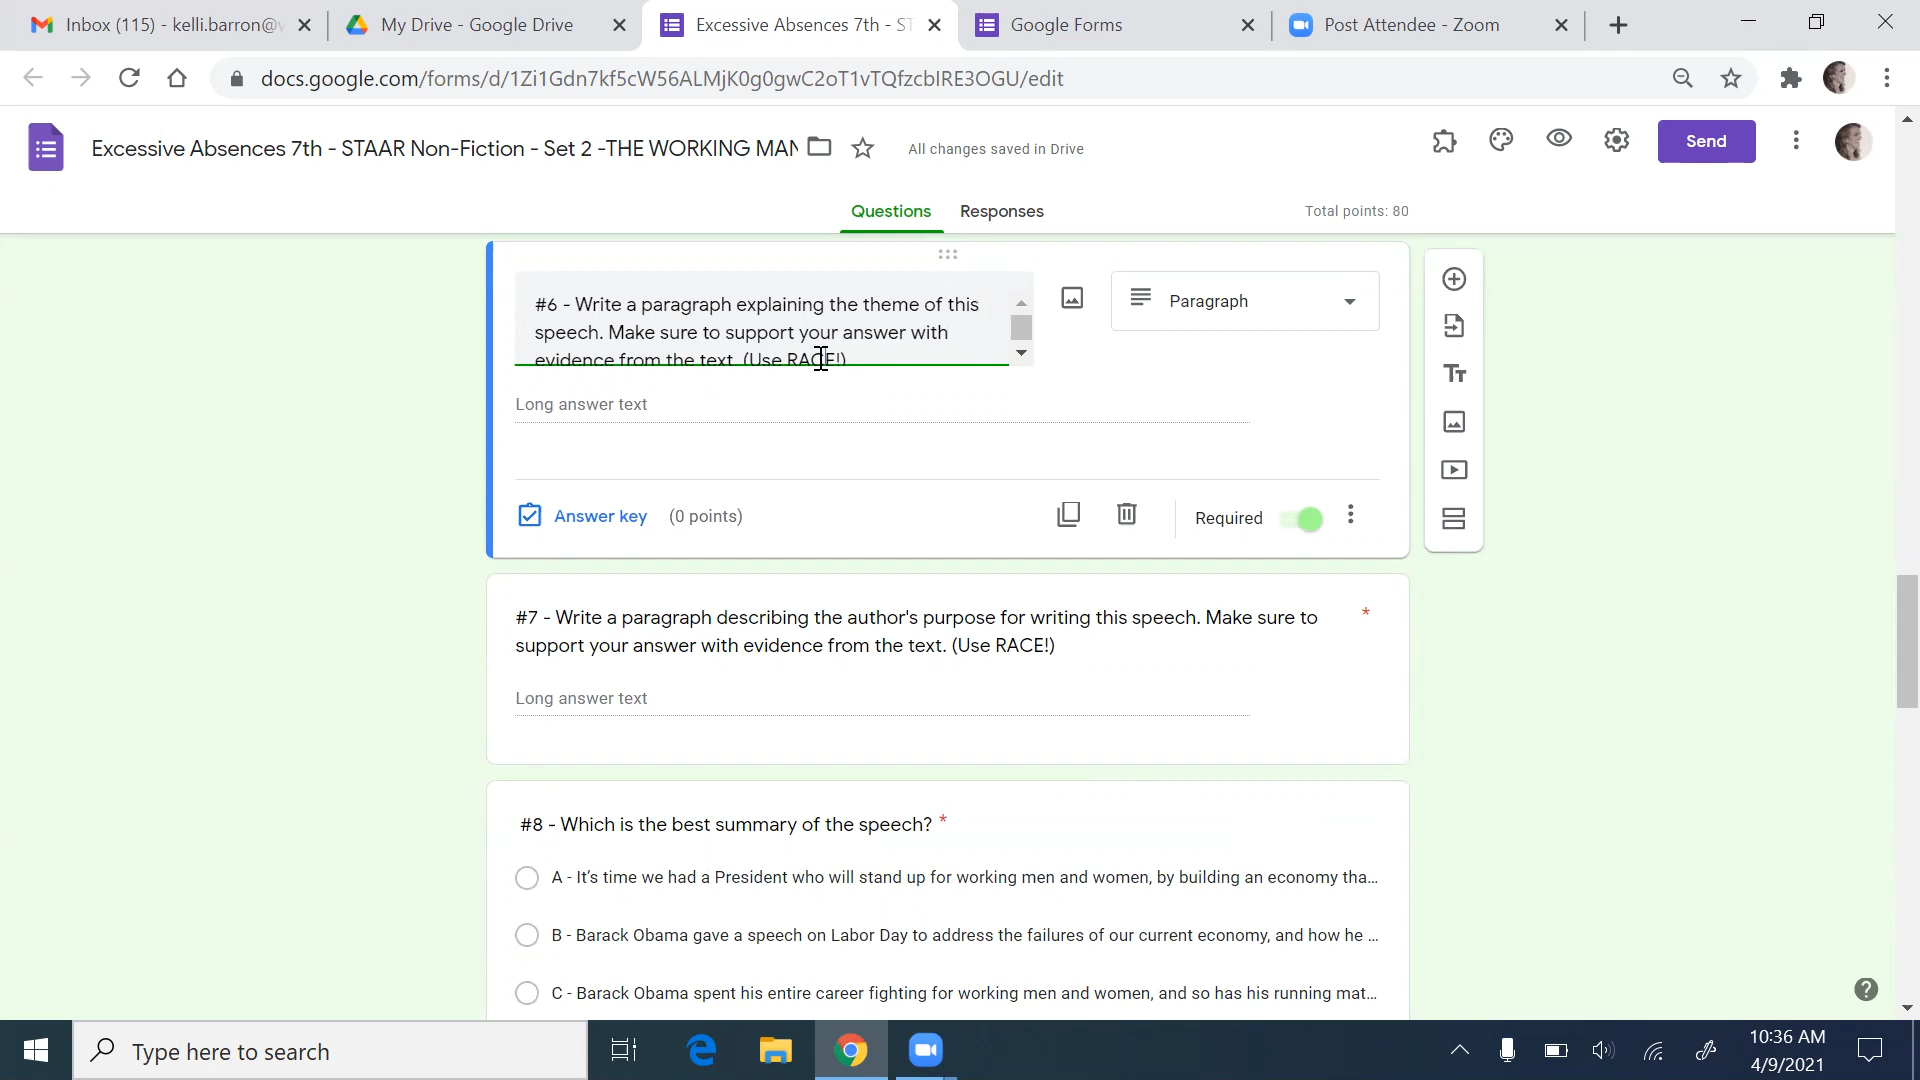 Inbox (115) - kelli.barron@
My Drive - Google Drive
Excessive Absences 7th - ST
Google Forms
Post Attendee - Zoom
docs.google.com/forms/d/1Zi1Gdn7kf5cW56ALMjK0g0gwC2oT1vTQfzcbIRE3OGU/edit
Excessive Absences 7th - STAAR Non-Fiction - Set 2 -THE WORKING MAN
All changes saved in Drive
Send
Questions
Responses
Total points: 80
#6 - Write a paragraph explaining the theme of this
speech. Make sure to support your answer with
evidence from the text. (Use RACE!)
Paragraph
Long answer text
Answer key
(0 points)
Required
#7 - Write a paragraph describing the author's purpose for writing this speech. Make sure to *
support your answer with evidence from the text. (Use RACE!)
Long answer text
#8 - Which is the best summary of the speech? *
A - It's time we had a President who will stand up for working men and women, by building an economy tha...
B - Barack Obama gave a speech on Labor Day to address the failures of our current economy, and how he ...
C - Barack Obama spent his entire career fighting for working men and women, and so has his running mat...
Type here to search
10:36 AM
4/9/2021